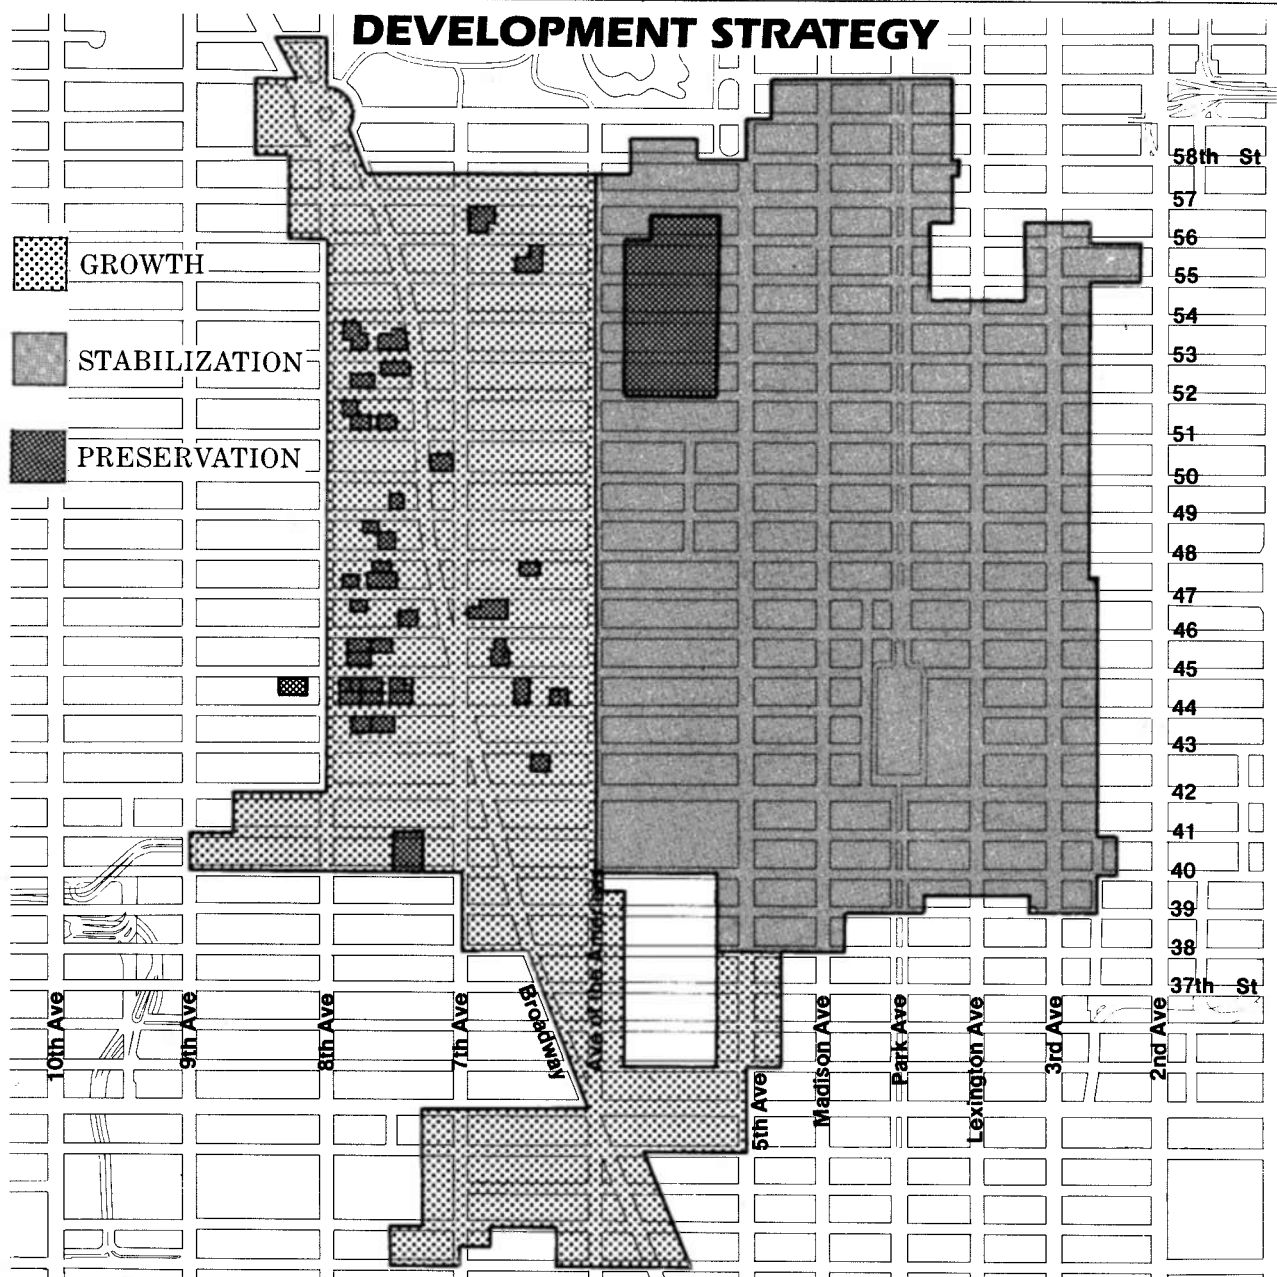 DEVELOPMENT STRATEGY
GROWTH
STABILIZATION
PRESERVATION
58th St
57
56
55
54
53
52
51
50
49
48
47
46
45
44
43
42
41
40
39
38
37th St
10th Ave
9th Ave
8th Ave
7th Ave
Broadway
Ave of the Americas
5th Ave
Madison Ave
Park Ave
Lexington Ave
3rd Ave
2nd Ave